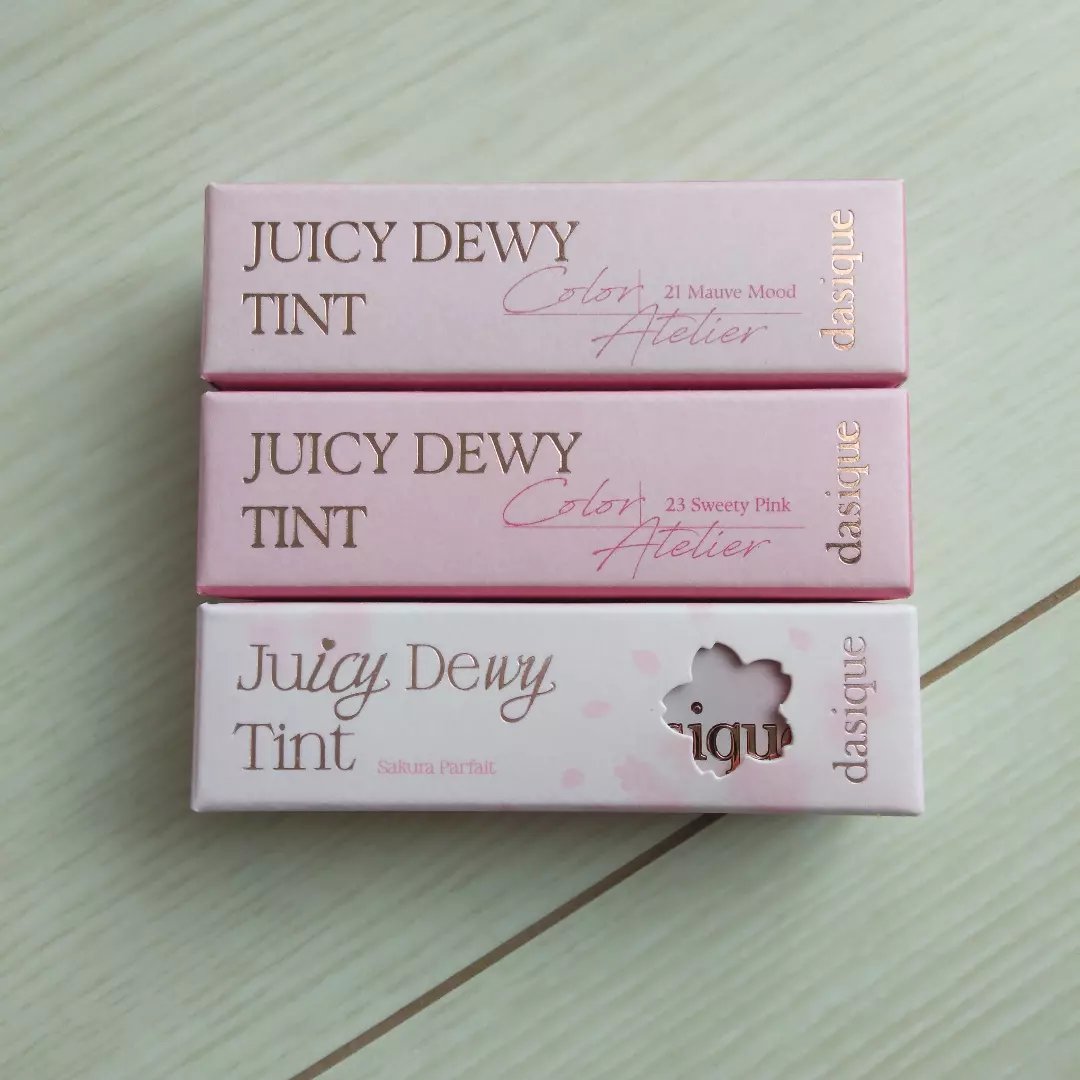 JUICY DEWY
TINT
Color
Atelier
21 Mauve Mood
dasique
JUICY DEWY
TINT
Color
Atelier
23 Sweety Pink
dasique
Juicy Dewy
Tint
Sakura Parfait
sique
dasique